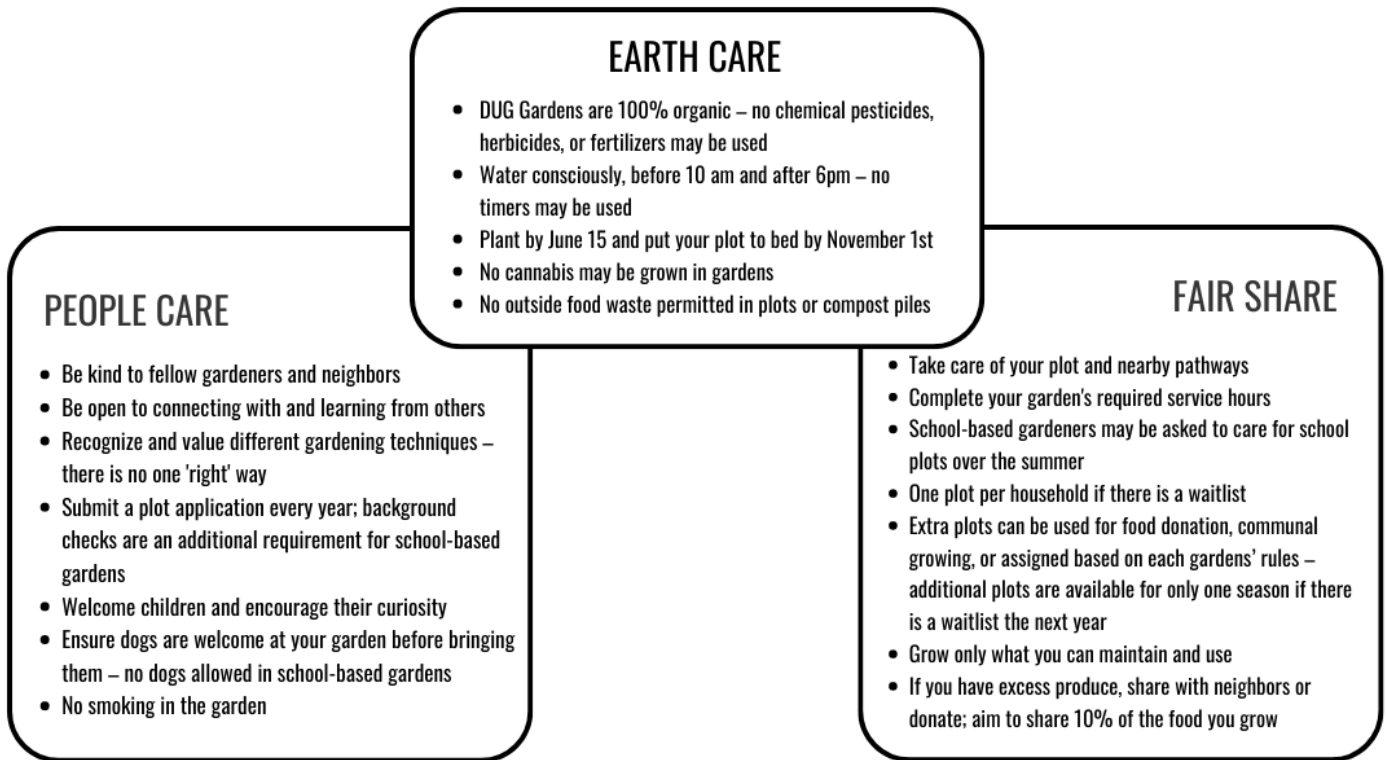 EARTH CARE
• DUG Gardens are 100% organic – no chemical pesticides,
herbicides, or fertilizers may be used
• Water consciously, before 10 am and after 6pm – no
timers may be used
• Plant by June 15 and put your plot to bed by November 1st
• No cannabis may be grown in gardens
• No outside food waste permitted in plots or compost piles
PEOPLE CARE
• Be kind to fellow gardeners and neighbors
• Be open to connecting with and learning from others
• Recognize and value different gardening techniques –
there is no one 'right' way
• Submit a plot application every year; background
checks are an additional requirement for school-based
gardens
• Welcome children and encourage their curiosity
• Ensure dogs are welcome at your garden before bringing
them – no dogs allowed in school-based gardens
• No smoking in the garden
FAIR SHARE
• Take care of your plot and nearby pathways
• Complete your garden's required service hours
• School-based gardeners may be asked to care for school
plots over the summer
• One plot per household if there is a waitlist
• Extra plots can be used for food donation, communal
growing, or assigned based on each gardens’ rules –
additional plots are available for only one season if there
is a waitlist the next year
• Grow only what you can maintain and use
• If you have excess produce, share with neighbors or
donate; aim to share 10% of the food you grow